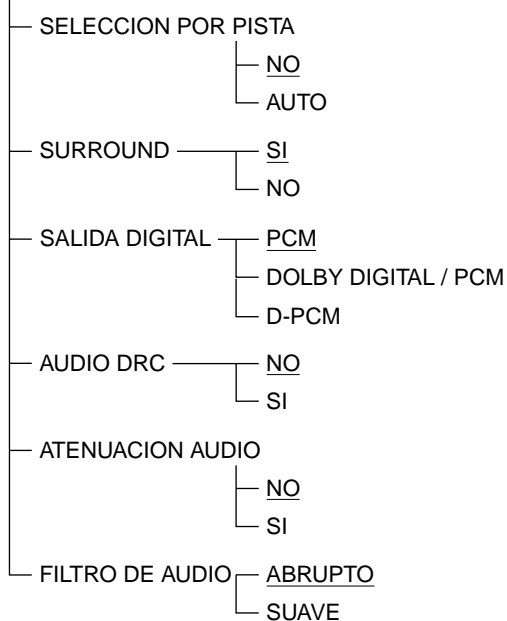 SELECCION POR PISTA
NO
AUTO
SURROUND SI
NO
SALIDA DIGITAL PCM
DOLBY DIGITAL / PCM
D-PCM
AUDIO DRC NO
SI
ATENUACION AUDIO
NO
SI
FILTRO DE AUDIO ABRUPTO
SUAVE